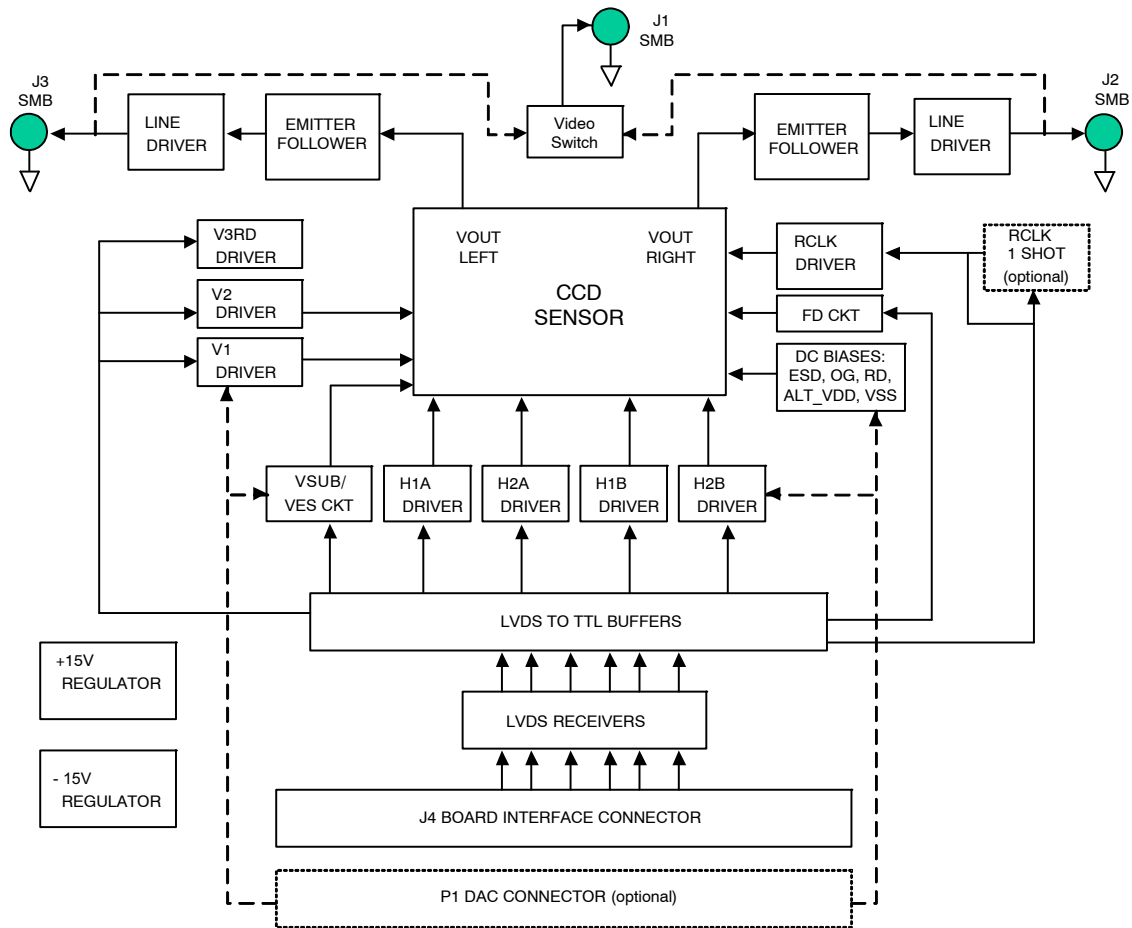 J1
SMB
J3
SMB
J2
SMB
LINE
DRIVER
EMITTER
FOLLOWER
Video
Switch
EMITTER
FOLLOWER
LINE
DRIVER
V3RD
DRIVER
VOUT
LEFT
VOUT
RIGHT
RCLK
DRIVER
RCLK
1 SHOT
(optional)
V2
DRIVER
CCD
SENSOR
FD CKT
V1
DRIVER
DC BIASES:
ESD, OG, RD,
ALT_VDD, VSS
VSUB/
VES CKT
H1A
DRIVER
H2A
DRIVER
H1B
DRIVER
H2B
DRIVER
LVDS TO TTL BUFFERS
+15V
REGULATOR
LVDS RECEIVERS
- 15V
REGULATOR
J4 BOARD INTERFACE CONNECTOR
P1 DAC CONNECTOR (optional)